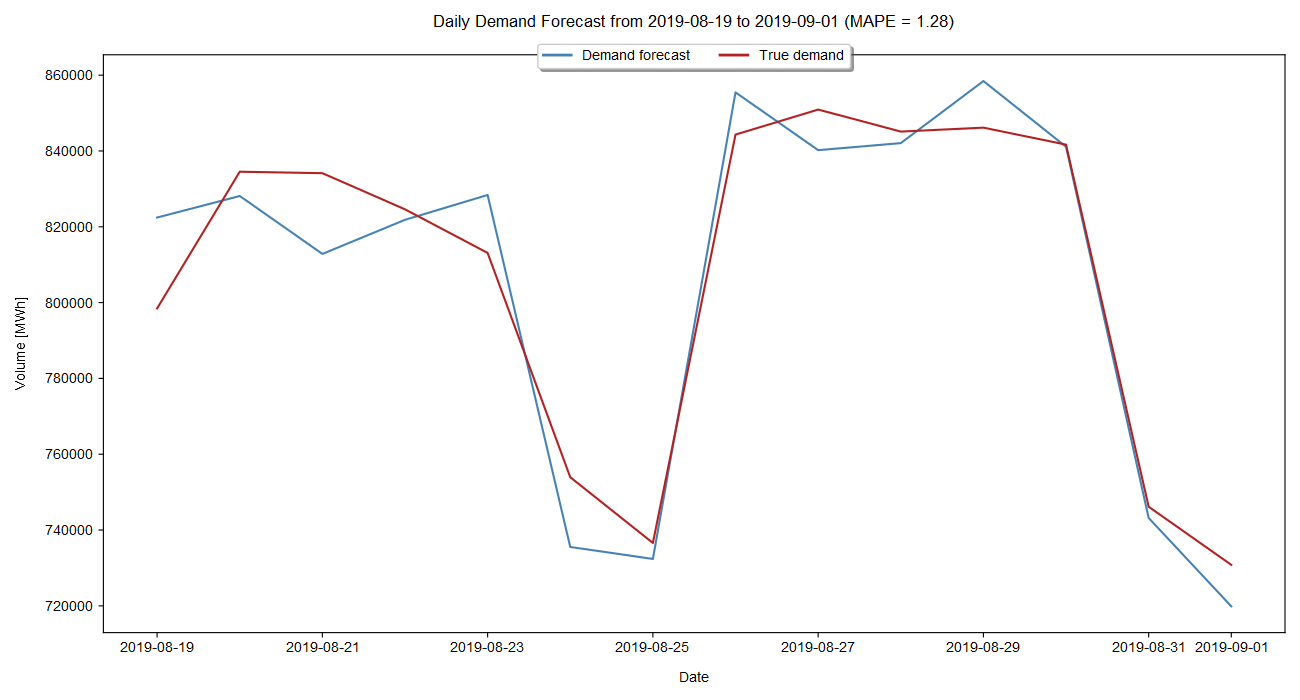 Daily Demand Forecast from 2019-08-19 to 2019-09-01 (MAPE = 1.28)
Demand forecast True demand
860000
840000
820000
800000
780000
760000
740000
720000
Volume [MWh]
2019-08-19 2019-08-21 2019-08-23 2019-08-25 2019-08-27 2019-08-29 2019-08-31 2019-09-01
Date